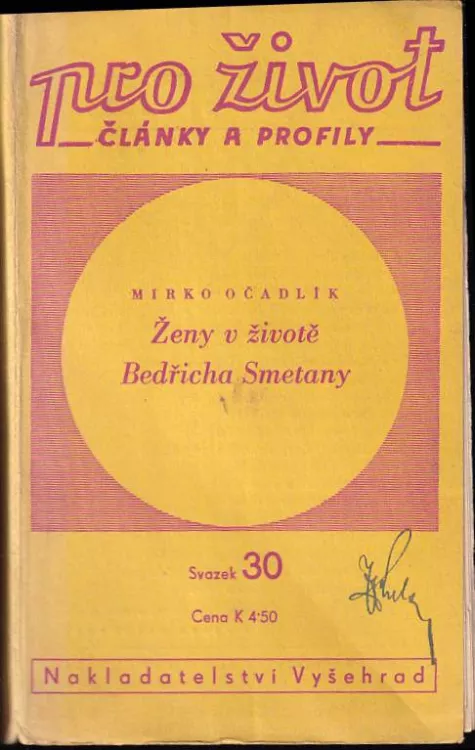 pro život
ČLÁNKY A PROFILY
MIRKO OČADLÍK
Ženy v životě
Bedřicha Smetany
Svazek 30
Cena K 4·50
Nakladatelství Vyšehrad